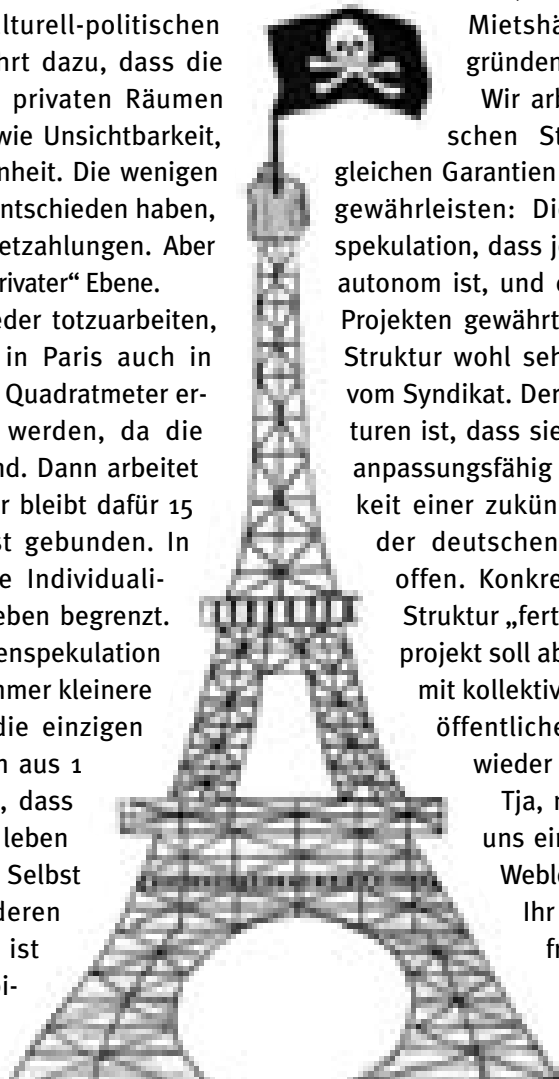 lturell-politischen
hrt dazu, dass die
privaten Räumen
wie Unsichtbarkeit,
nheit. Die wenigen
ntschieden haben,
etzahlungen. Aber
rivater“ Ebene.
eder totzuarbeiten,
in Paris auch in
Quadratmeter er-
werden, da die
nd. Dann arbeitet
r bleibt dafür 15
st gebunden. In
e Individuali-
eben begrenzt.
enspekulation
mmer kleinere
die einzigen
n aus 1
, dass
leben
Selbst
deren
ist
i-
Mietshä
gründen
Wir arb
schen St
gleichen Garantien
gewährleisten: Di
spekulation, dass j
autonom ist, und
Projekten gewährt
Struktur wohl seh
vom Syndikat. Der
turen ist, dass sie
anpassungsfähig
keit einer zukün
der deutschen
offen. Konkre
Struktur „fert
projekt soll ab
mit kollektiv
öffentliche
wieder
Tja, 
uns ein
Weblo
Ihr
fr